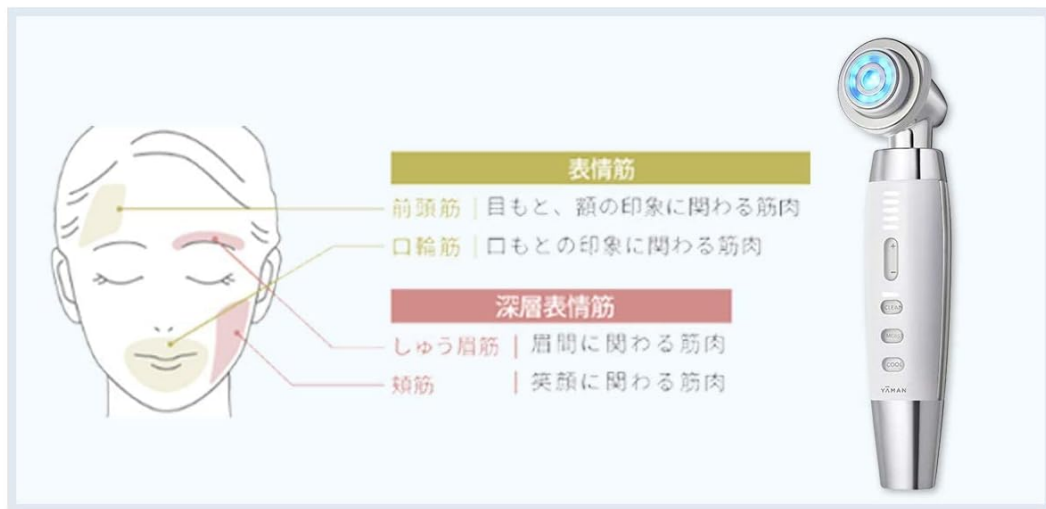 表情筋
前頭筋 | 目もと、額の印象に関わる筋肉
口輪筋 | 口もとの印象に関わる筋肉
深層表情筋
しゅう眉筋 | 眉間に関わる筋肉
頬筋 | 笑顔に関わる筋肉
CLEAR
COOL
YAMAN